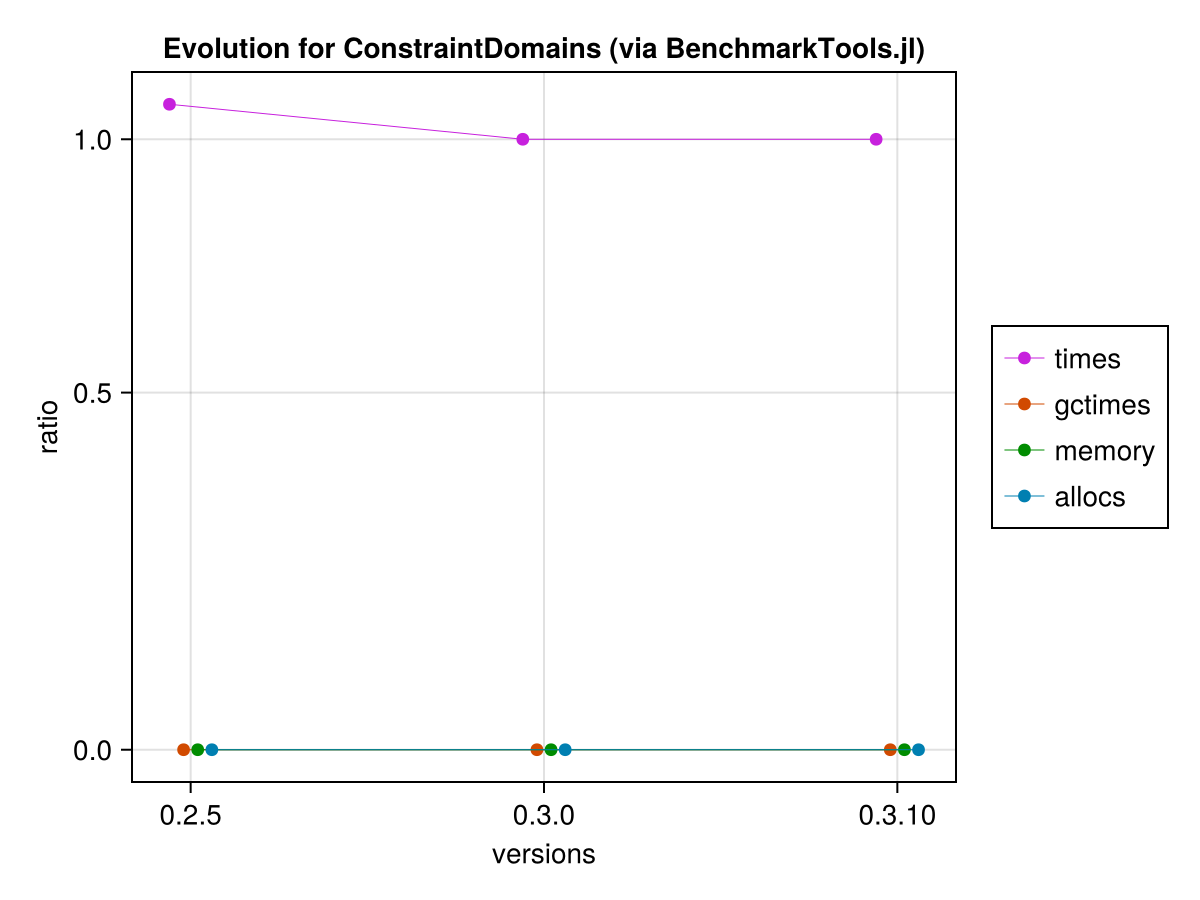 Evolution for ConstraintDomains (via BenchmarkTools.jl)
1.0
0.5
0.0
ratio
0.2.5
0.3.0
0.3.10
versions
times
gctimes
memory
allocs